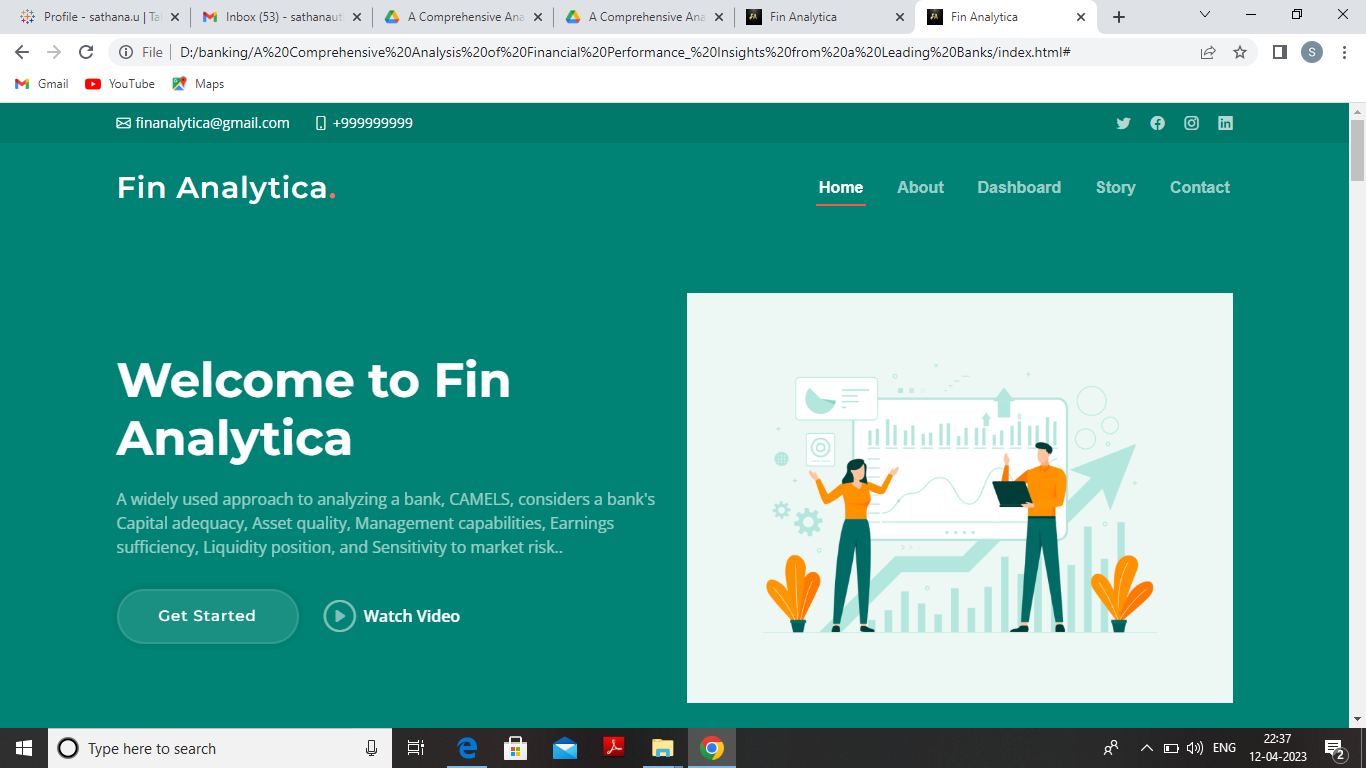 Profile - sathana.u | Ta
Inbox (53) - sathanaut
A Comprehensive Ana
A Comprehensive Ana
Fin Analytica
Fin Analytica
File
D:/banking/A%20Comprehensive%20Analysis%20of%20Financial%20Performance_%20Insights%20from%20a%20Leading%20Banks/index.html#
S
Gmail
YouTube
Maps
finanalytica@gmail.com
+999999999
Fin Analytica.
Home
About
Dashboard
Story
Contact
Welcome to Fin
Analytica
A widely used approach to analyzing a bank, CAMELS, considers a bank's
Capital adequacy, Asset quality, Management capabilities, Earnings
sufficiency, Liquidity position, and Sensitivity to market risk..
Get Started
Watch Video
Type here to search
ENG
22:37
12-04-2023
2